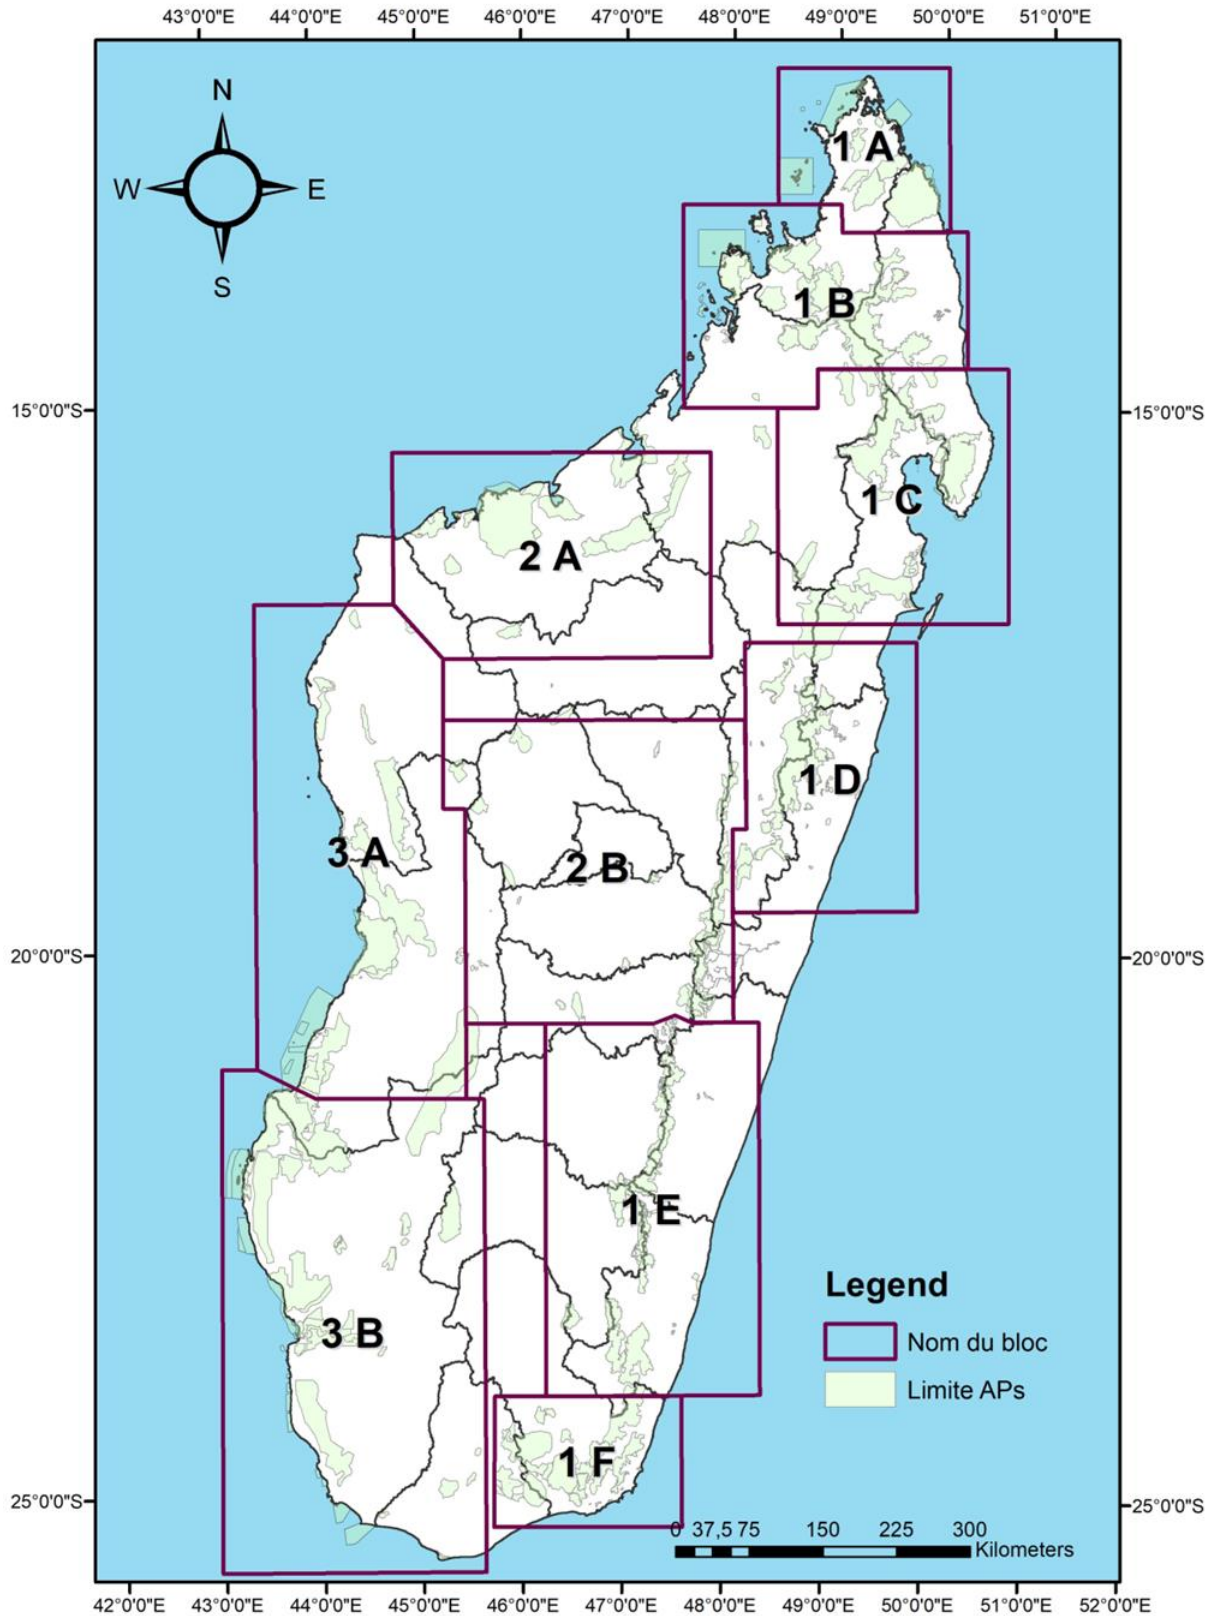 43°0'0"E 44°0'0"E 45°0'0"E 46°0'0"E 47°0'0"E 48°0'0"E 49°0'0"E 50°0'0"E 51°0'0"E
N
W E
S
1 A
1 B
15°0'0"S 15°0'0"S
1 C
2 A
1 D
3 A
2 B
20°0'0"S 20°0'0"S
1 E
Legend
3 B
Nom du bloc
Limite APs
1 F
25°0'0"S 25°0'0"S
0 37,5 75 150 225 300
Kilometers
42°0'0"E 43°0'0"E 44°0'0"E 45°0'0"E 46°0'0"E 47°0'0"E 48°0'0"E 49°0'0"E 50°0'0"E 51°0'0"E 52°0'0"E